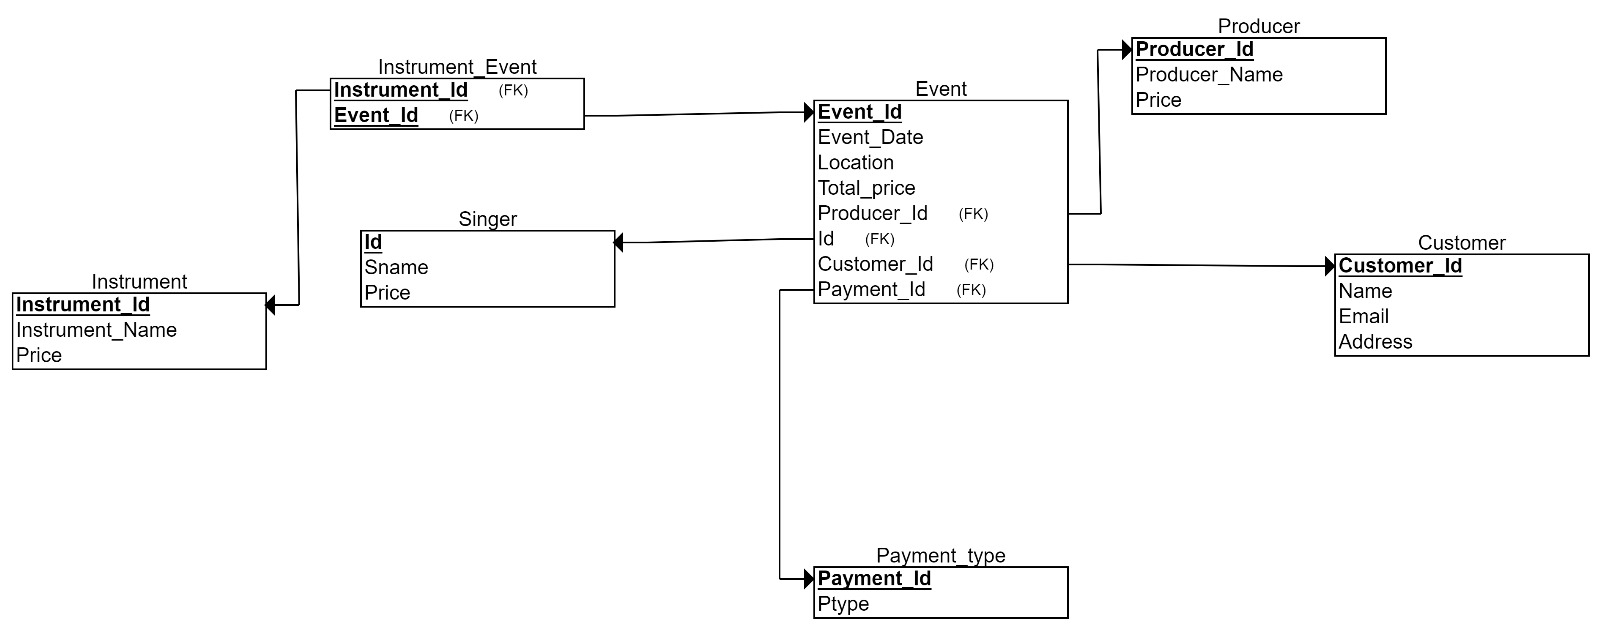 Producer
Producer_Id
Producer_Name
Price
Instrument_Event
Instrument_Id (FK)
Event_Id (FK)
Event
Event_Id
Event_Date
Location
Total_price
Producer_Id (FK)
Id (FK)
Customer_Id (FK)
Payment_Id (FK)
Singer
Id
Sname
Price
Customer
Customer_Id
Name
Email
Address
Instrument
Instrument_Id
Instrument_Name
Price
Payment_type
Payment_Id
Ptype